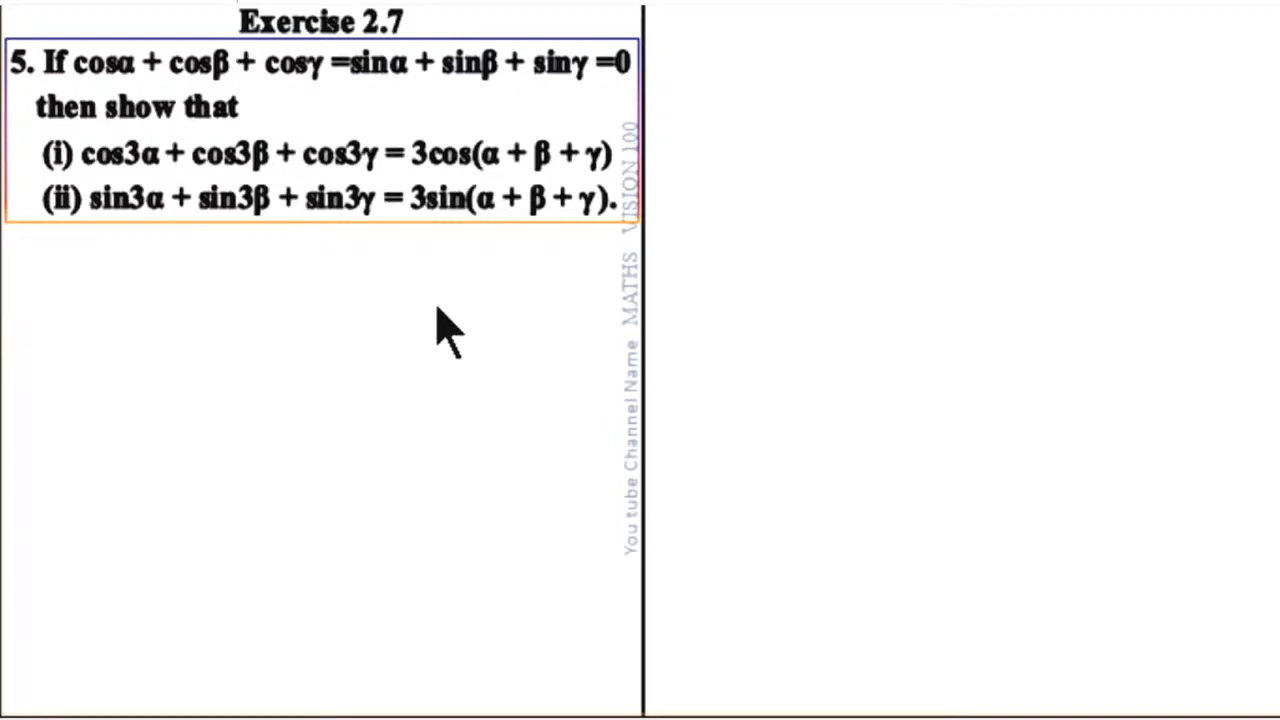 Exercise 2.7
5. If cosα + cosβ + cosγ =sinα + sinβ + sinγ =0
then show that
(i) cos3α + cos3β + cos3γ = 3cos(α + β + γ)
(ii) sin3α + sin3β + sin3γ = 3sin(α + β + γ).
You tube Channel Name MATHS VISION 100